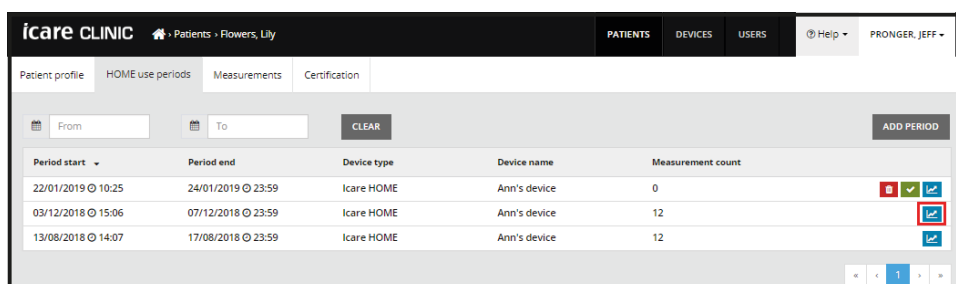 icare CLINIC › Patients › Flowers, Lily PATIENTS DEVICES USERS Help PRONGER, JEFF
Patient profile HOME use periods Measurements Certification
From To CLEAR ADD PERIOD
Period start Period end Device type Device name Measurement count
22/01/2019 10:25 24/01/2019 23:59 Icare HOME Ann's device 0
03/12/2018 15:06 07/12/2018 23:59 Icare HOME Ann's device 12
13/08/2018 14:07 17/08/2018 23:59 Icare HOME Ann's device 12
« ‹ 1 › »